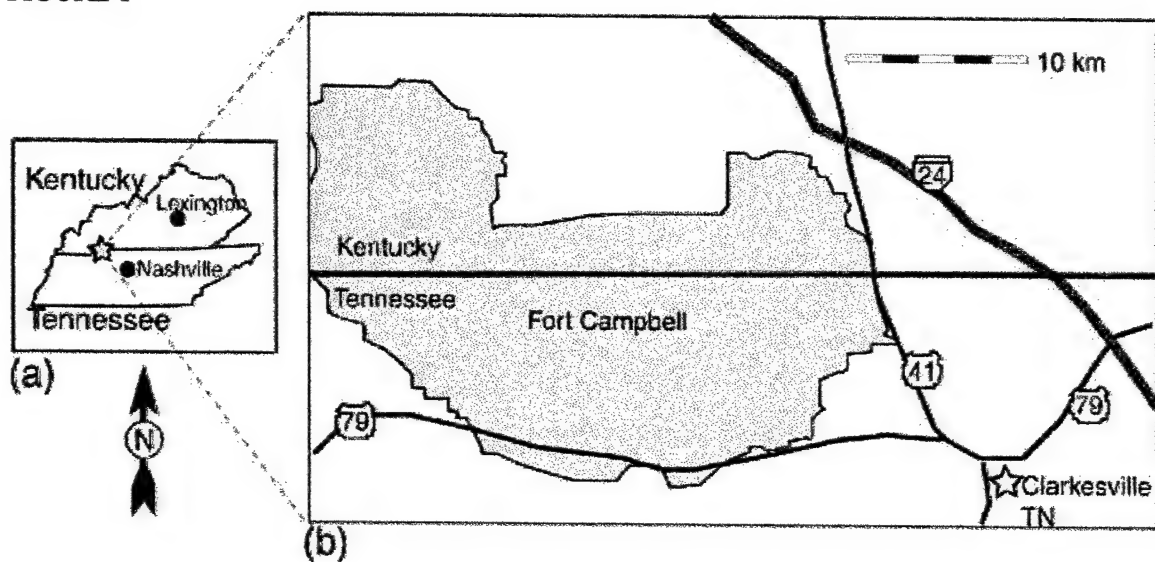 10 km
Kentucky
Lexington
Nashville
Tennessee
(a)
N
24
Kentucky
Tennessee
Fort Campbell
41
79
79
Clarkesville
TN
(b)